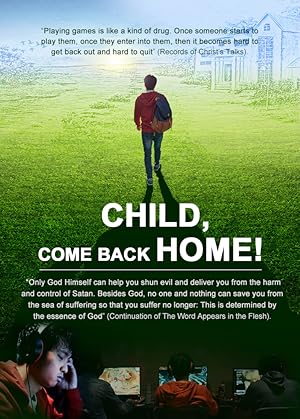 "Playing games is like a kind of drug. Once someone starts to
play them, once they enter into them, then it becomes hard to
get back out and hard to quit" (Records of Christ's Talks).
CHILD,
COME BACK HOME!
"Only God Himself can help you shun evil and deliver you from the harm
and control of Satan. Besides God, no one and nothing can save you from
the sea of suffering so that you suffer no longer: This is determined by
the essence of God" (Continuation of The Word Appears in the Flesh).